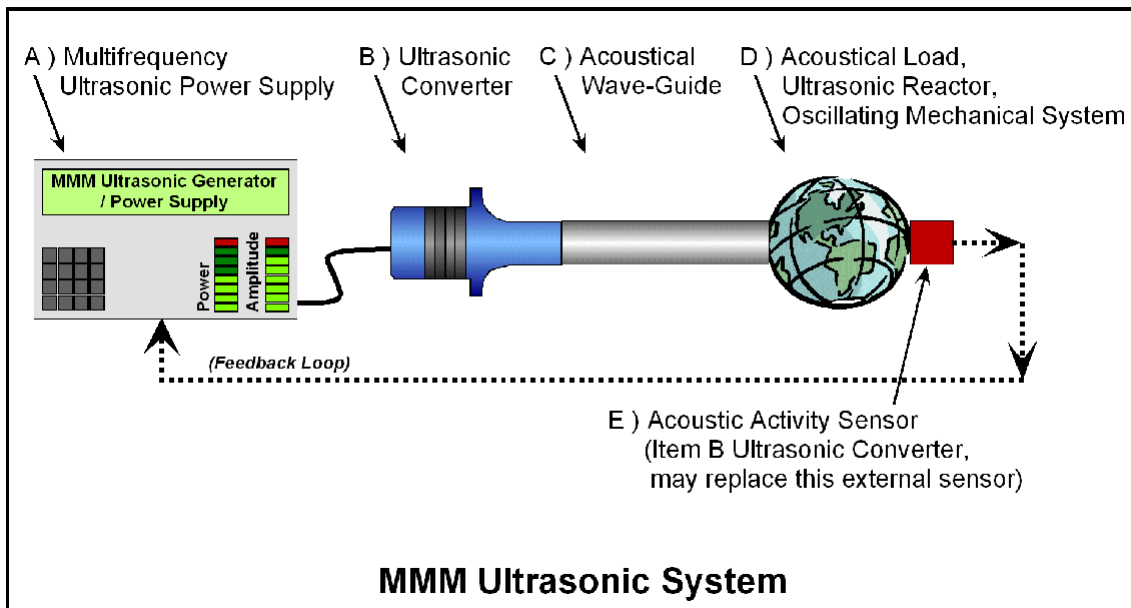 A ) Multifrequency
Ultrasonic Power Supply
B ) Ultrasonic
Converter
C ) Acoustical
Wave-Guide
D ) Acoustical Load,
Ultrasonic Reactor,
Oscillating Mechanical System
MMM Ultrasonic Generator
/ Power Supply
Power
Amplitude
(Feedback Loop)
E ) Acoustic Activity Sensor
(Item B Ultrasonic Converter,
may replace this external sensor)
MMM Ultrasonic System